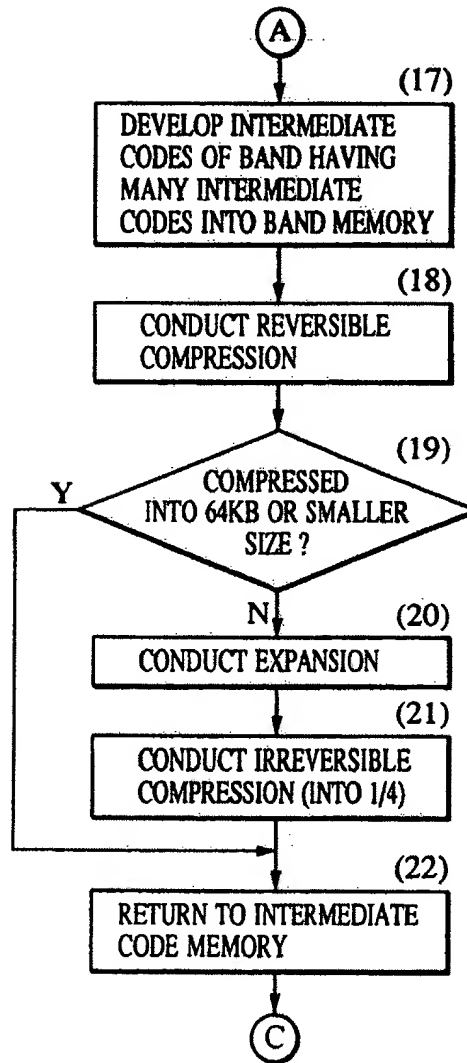 A
(17)
DEVELOP INTERMEDIATE
CODES OF BAND HAVING
MANY INTERMEDIATE
CODES INTO BAND MEMORY
(18)
CONDUCT REVERSIBLE
COMPRESSION
(19)
COMPRESSED
INTO 64KB OR SMALLER
SIZE ?
Y
N
(20)
CONDUCT EXPANSION
(21)
CONDUCT IRREVERSIBLE
COMPRESSION (INTO 1/4)
(22)
RETURN TO INTERMEDIATE
CODE MEMORY
C